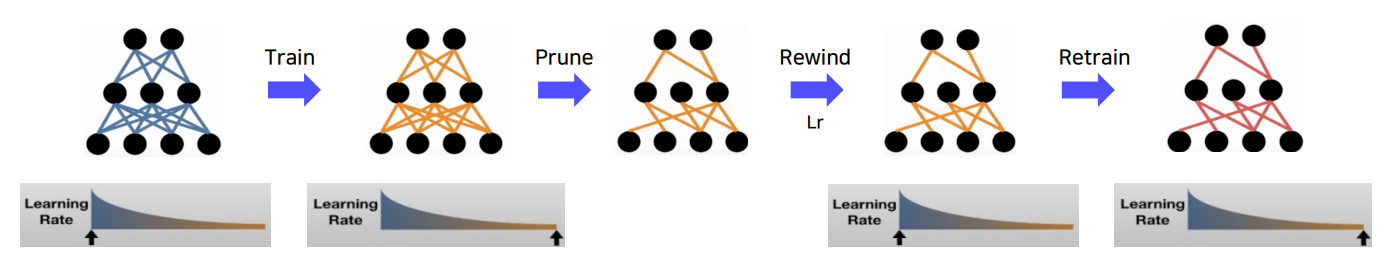 Train
Prune
Rewind
Lr
Retrain
Learning
Rate
Learning
Rate
Learning
Rate
Learning
Rate